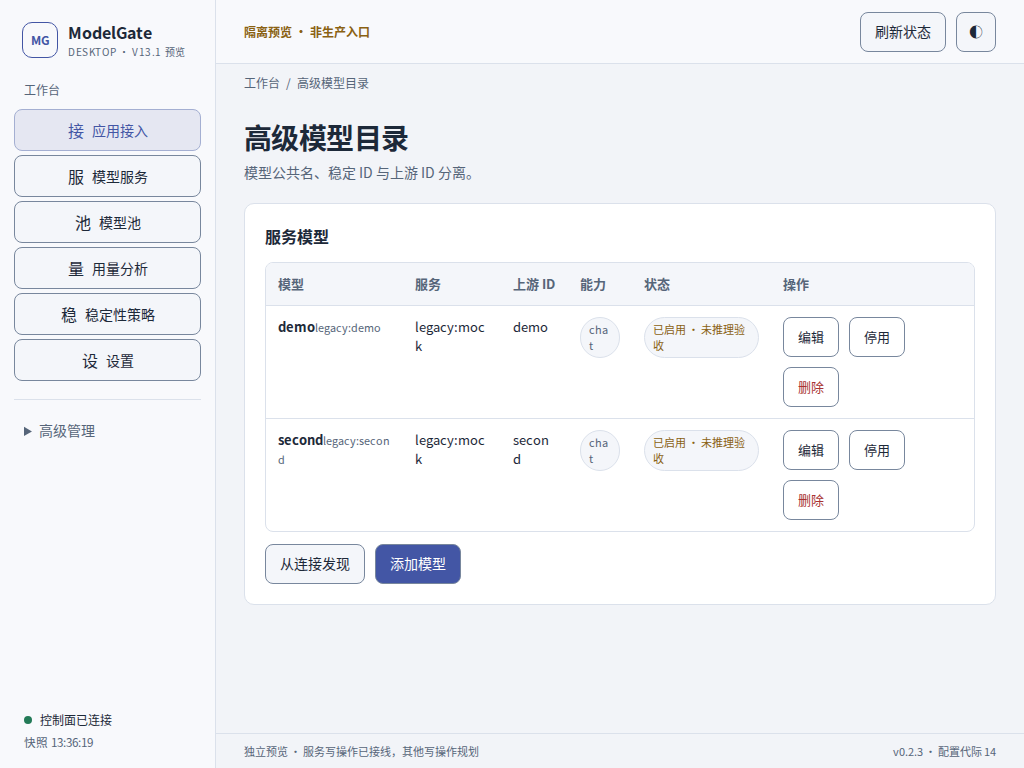 MG
ModelGate
DESKTOP · V13.1 预览
工作台
接 应用接入
服 模型服务
池 模型池
量 用量分析
稳 稳定性策略
设 设置
▶ 高级管理
控制面已连接
快照 13:36:19
隔离预览 · 非生产入口
刷新状态
工作台 / 高级模型目录
高级模型目录
模型公共名、稳定 ID 与上游 ID 分离。
服务模型
模型 服务 上游 ID 能力 状态 操作
demolegacy:demo legacy:moc demo cha 已启用 · 未推理验 编辑 停用
k t 收
删除
secondlegacy:secon legacy:moc secon cha 已启用 · 未推理验 编辑 停用
d k d t 收
删除
从连接发现 添加模型
独立预览 · 服务写操作已接线，其他写操作规划
v0.2.3 · 配置代际 14